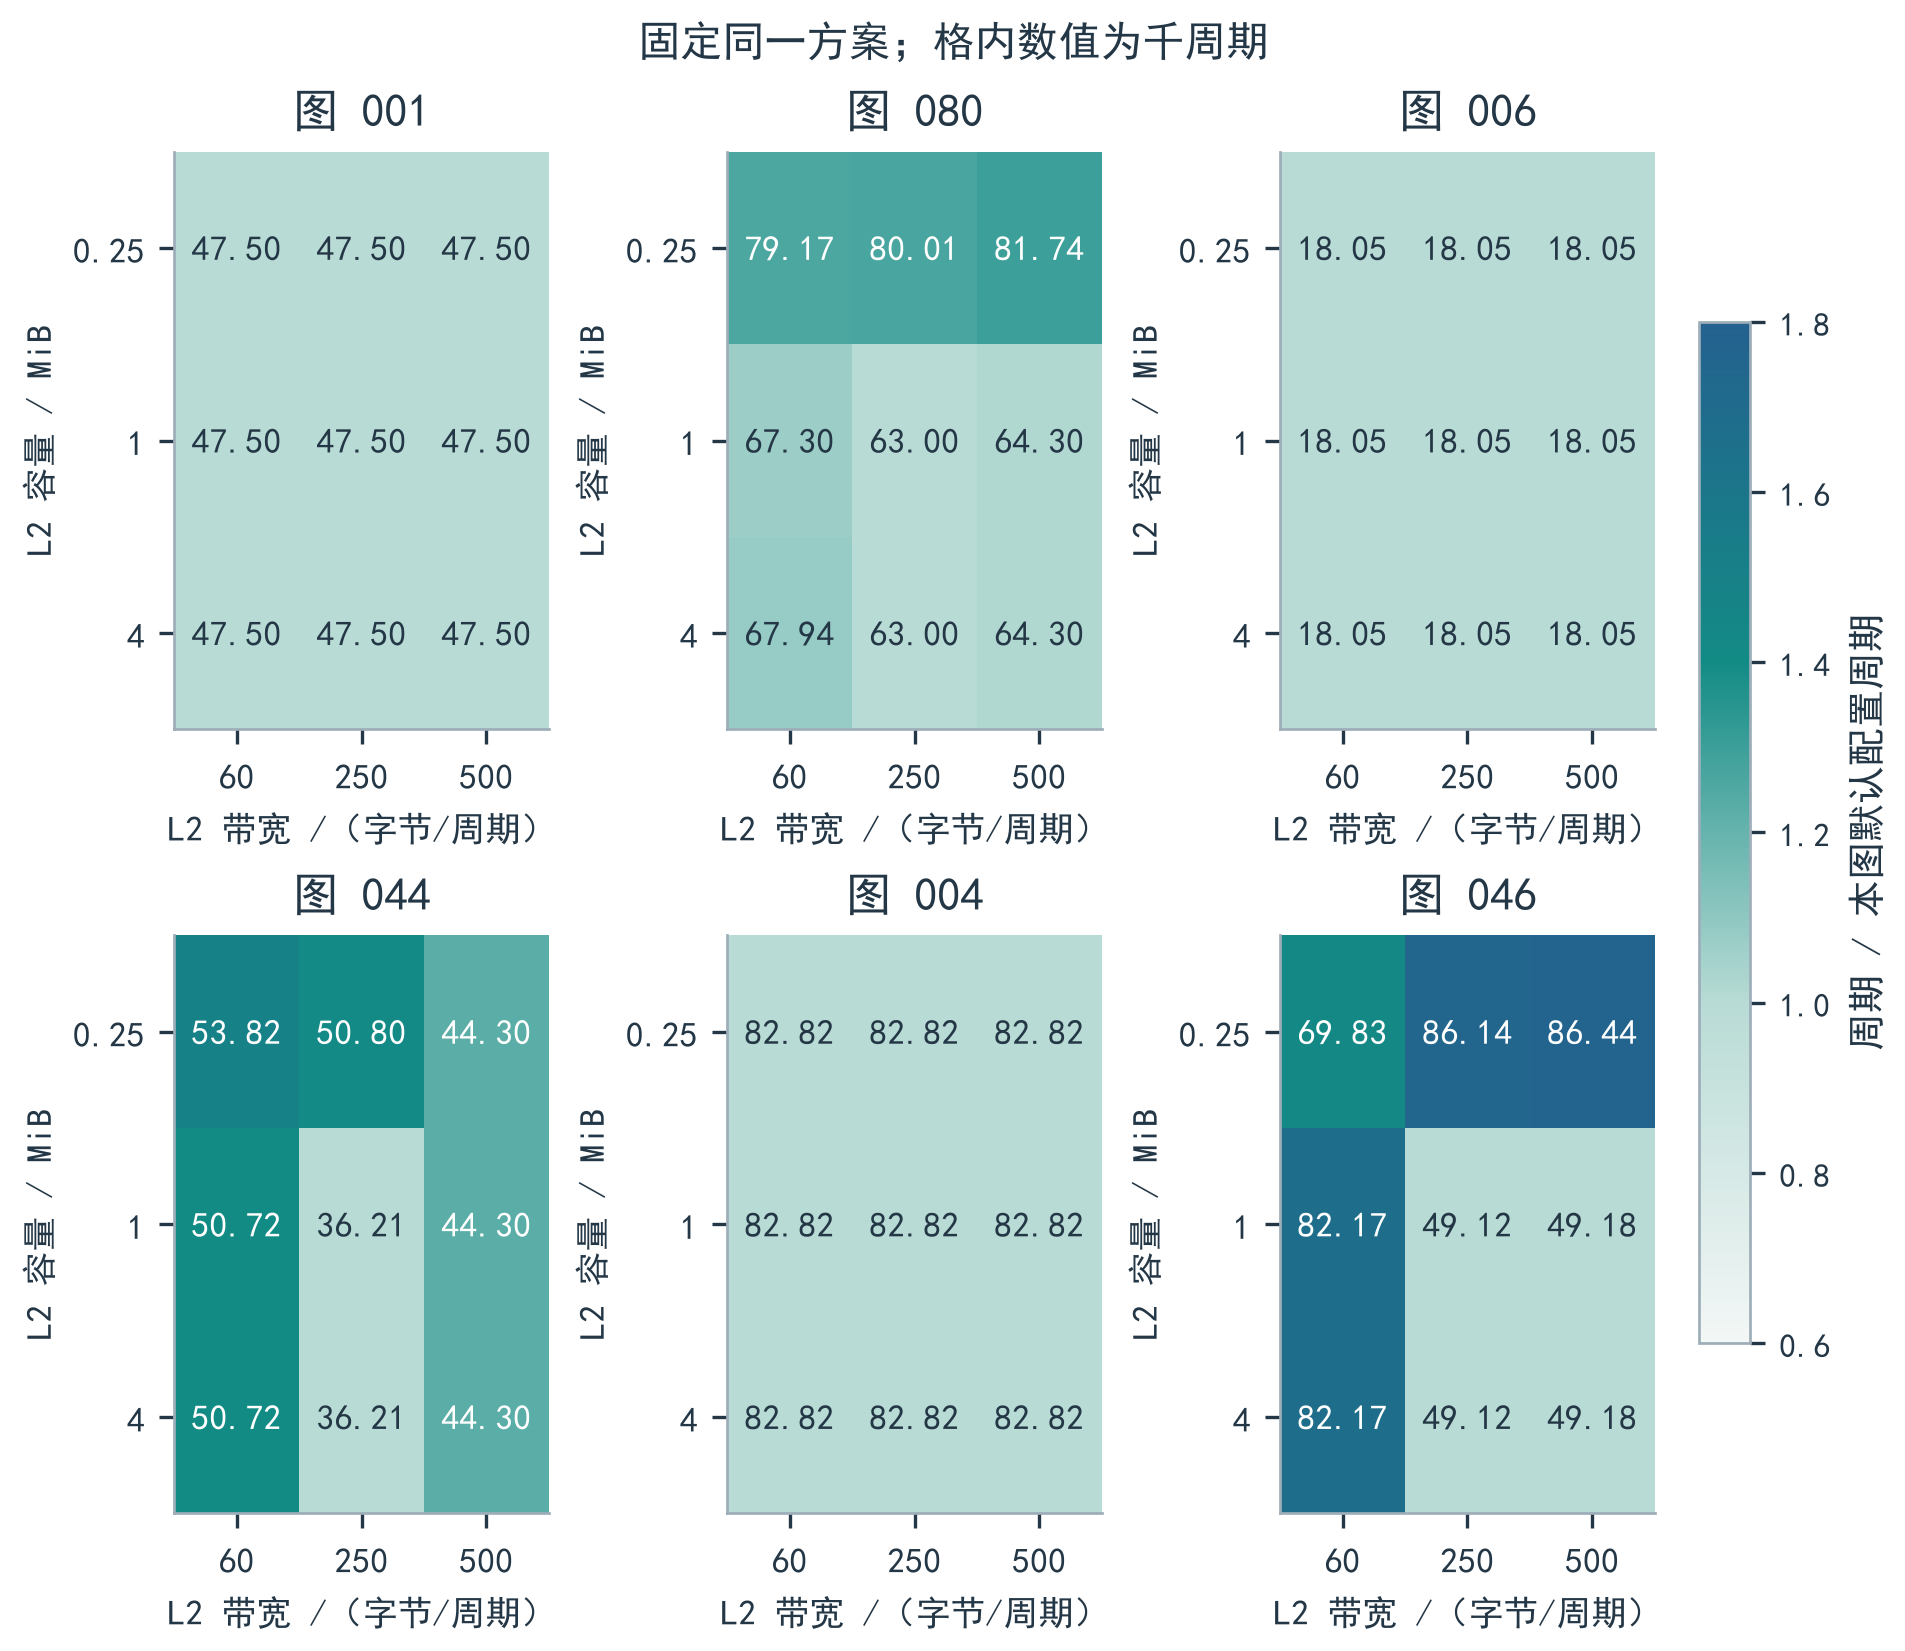 固定同一方案；格内数值为千周期
图 001
图 080
图 006
L2 容量 / MiB
0.25 47.50 47.50 47.50
1 47.50 47.50 47.50
4 47.50 47.50 47.50
60 250 500
L2 带宽 /（字节/周期）
L2 容量 / MiB
0.25 79.17 80.01 81.74
1 67.30 63.00 64.30
4 67.94 63.00 64.30
60 250 500
L2 带宽 /（字节/周期）
L2 容量 / MiB
0.25 18.05 18.05 18.05
1 18.05 18.05 18.05
4 18.05 18.05 18.05
60 250 500
L2 带宽 /（字节/周期）
图 044
图 004
图 046
L2 容量 / MiB
0.25 53.82 50.80 44.30
1 50.72 36.21 44.30
4 50.72 36.21 44.30
60 250 500
L2 带宽 /（字节/周期）
L2 容量 / MiB
0.25 82.82 82.82 82.82
1 82.82 82.82 82.82
4 82.82 82.82 82.82
60 250 500
L2 带宽 /（字节/周期）
L2 容量 / MiB
0.25 69.83 86.14 86.44
1 82.17 49.12 49.18
4 82.17 49.12 49.18
60 250 500
L2 带宽 /（字节/周期）
1.8
1.6
1.4
1.2
1.0
0.8
0.6
周期 / 本图默认配置周期